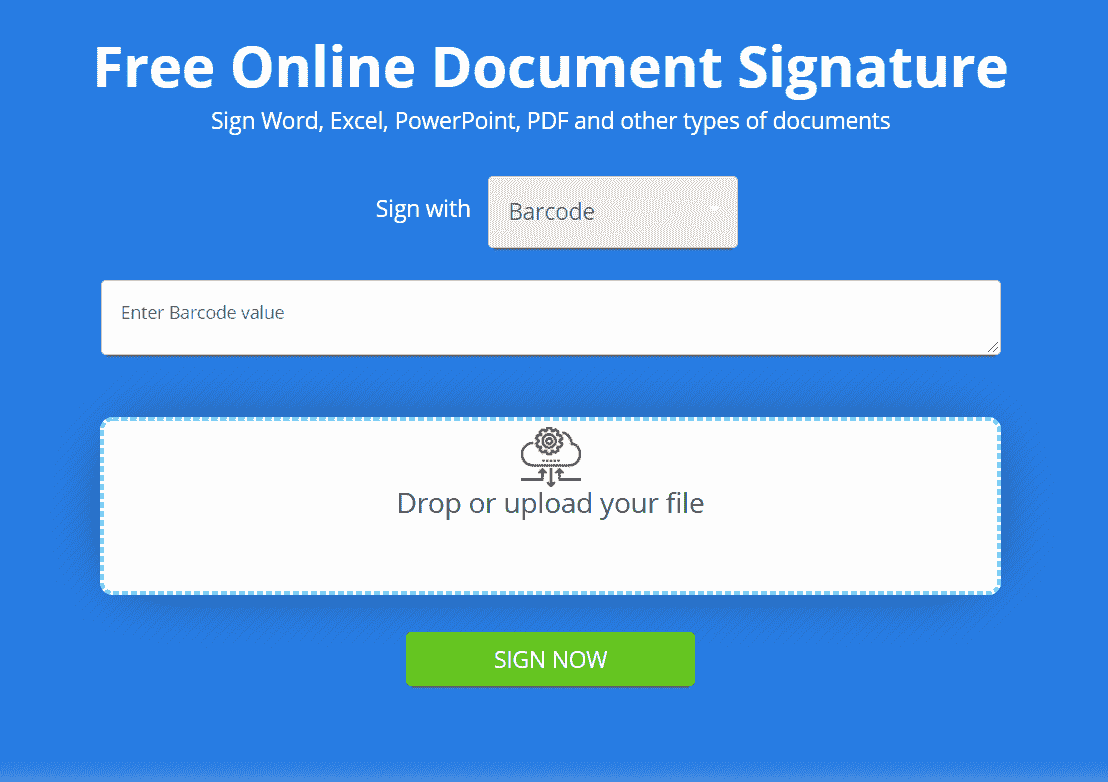 Free Online Document Signature
Sign Word, Excel, PowerPoint, PDF and other types of documents
Sign with
Barcode
Enter Barcode value
Drop or upload your file
SIGN NOW